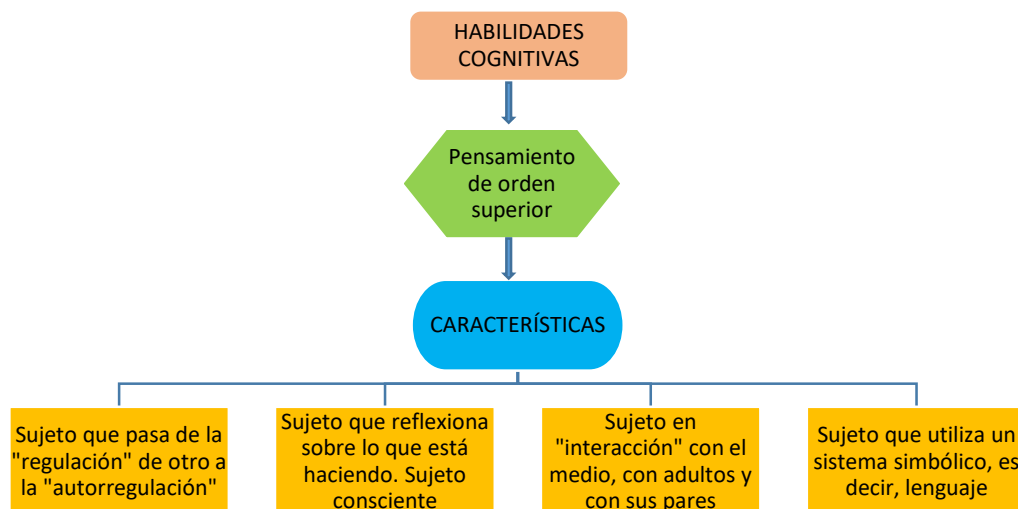 HABILIDADES
COGNITIVAS
Pensamiento
de orden
superior
CARACTERÍSTICAS
Sujeto que pasa de la
"regulación" de otro a
la "autorregulación"
Sujeto que reflexiona
sobre lo que está
haciendo. Sujeto
consciente
Sujeto en
"interacción" con el
medio, con adultos y
con sus pares
Sujeto que utiliza un
sistema simbólico, es
decir, lenguaje